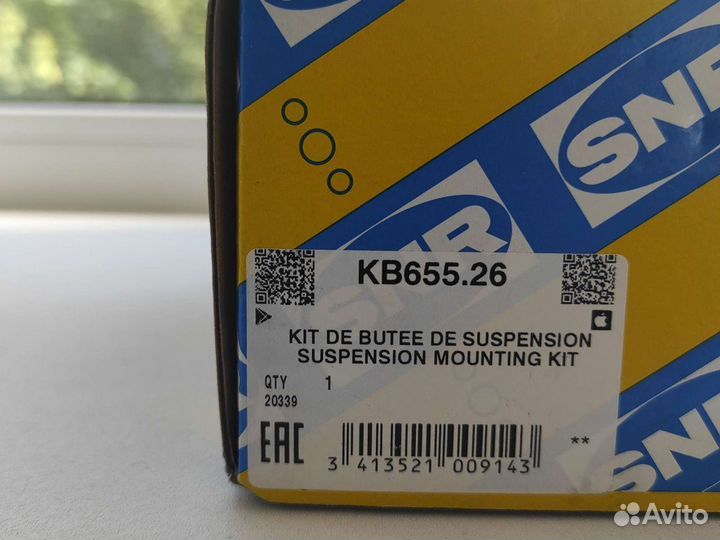 SNR
SNR
KB655.26
KIT DE BUTEE DE SUSPENSION
SUSPENSION MOUNTING KIT
QTY 1
20339
EAC
**
3 413521 009143
SNR
Avito